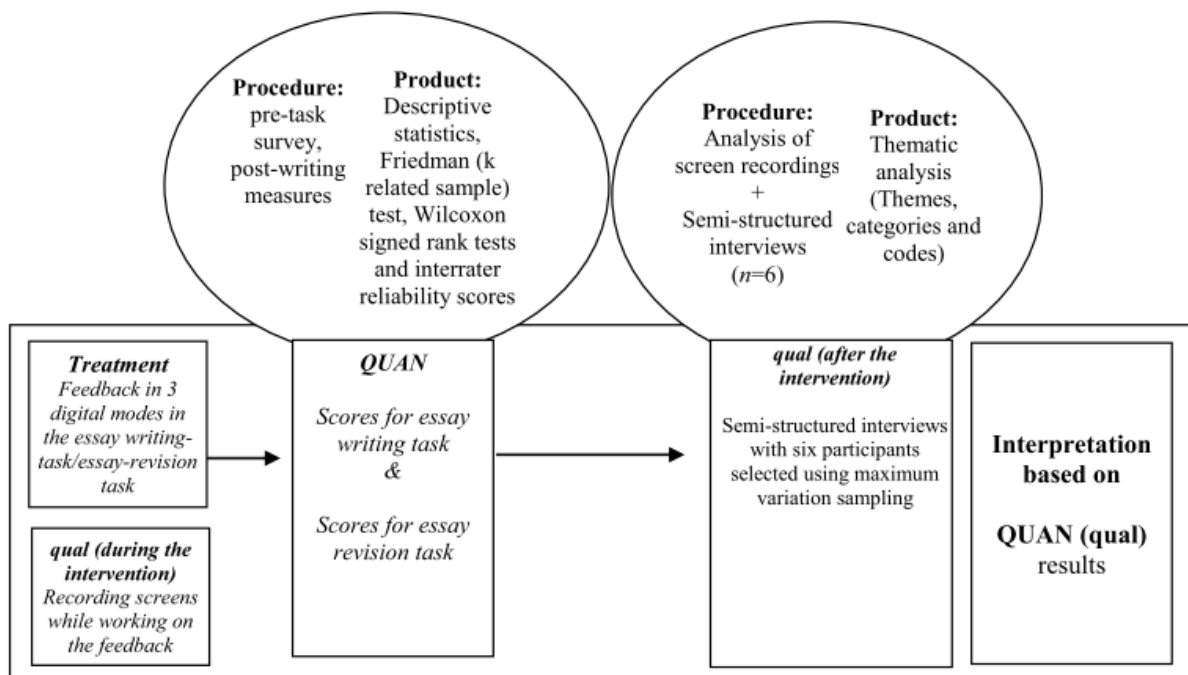 Procedure:
pre-task
survey,
post-writing
measures
Product:
Descriptive
statistics,
Friedman (k
related sample)
test, Wilcoxon
signed rank tests
and interrater
reliability scores
Procedure:
Analysis of
screen recordings
+
Semi-structured
interviews
(n=6)
Product:
Thematic
analysis
(Themes,
categories and
codes)
Treatment
Feedback in 3
digital modes in
the essay writing-
task/essay-revision
task
qual (during the
intervention)
Recording screens
while working on
the feedback
QUAN
Scores for essay
writing task
&
Scores for essay
revision task
qual (after the
intervention)
Semi-structured interviews
with six participants
selected using maximum
variation sampling
Interpretation
based on
QUAN (qual)
results